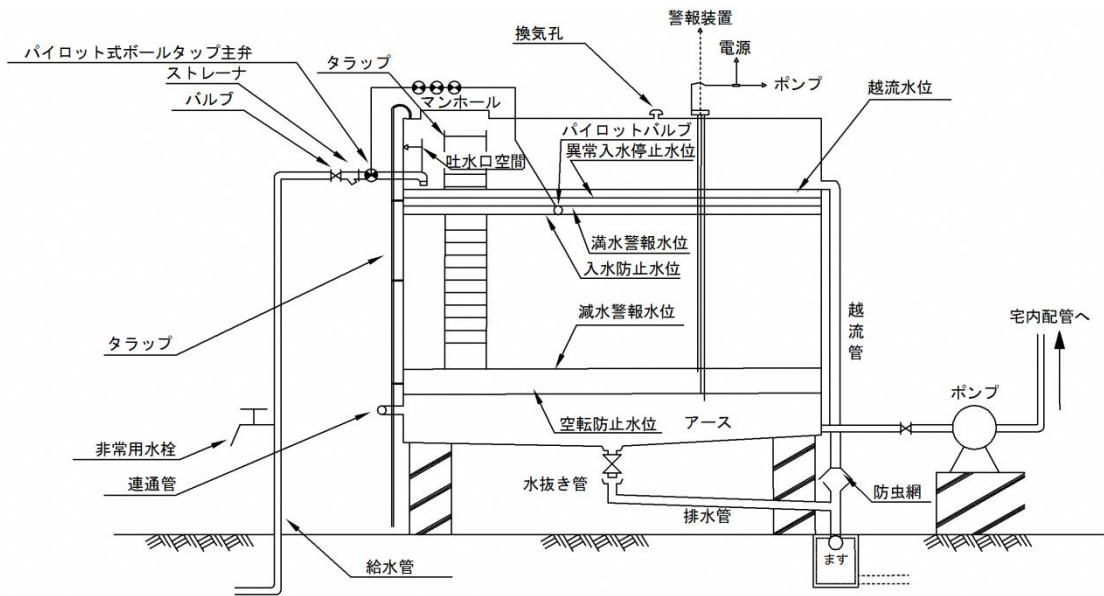 警報装置
換気孔
電源
パイロット式ボールタップ主弁
タラップ
ストレーナ
ポンプ
越流水位
バルブ
マンホール
パイロットバルブ
異常入水停止水位
吐水口空間
満水警報水位
入水防止水位
減水警報水位
越流管
宅内配管へ
タラップ
ポンプ
空転防止水位
アース
非常用水栓
連通管
水抜き管
防虫網
排水管
給水管
ます